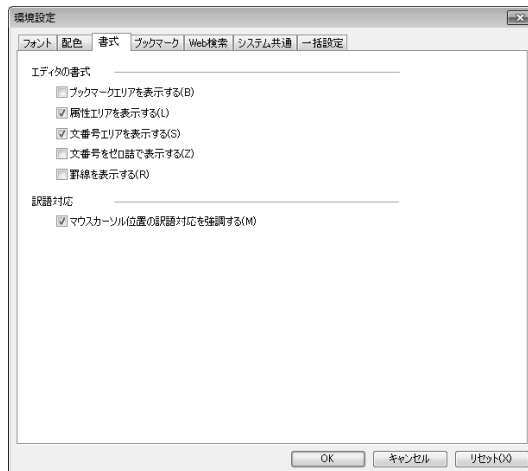 環境設定
フォント 配色 書式 ブックマーク Web検索 システム共通 一括設定
エディタの書式
ブックマークエリアを表示する(B)
属性エリアを表示する(L)
文番号エリアを表示する(S)
文番号をゼロ詰で表示する(Z)
罫線を表示する(R)
訳語対応
マウスカーソル位置の訳語対応を強調する(M)
OK キャンセル リセット(X)